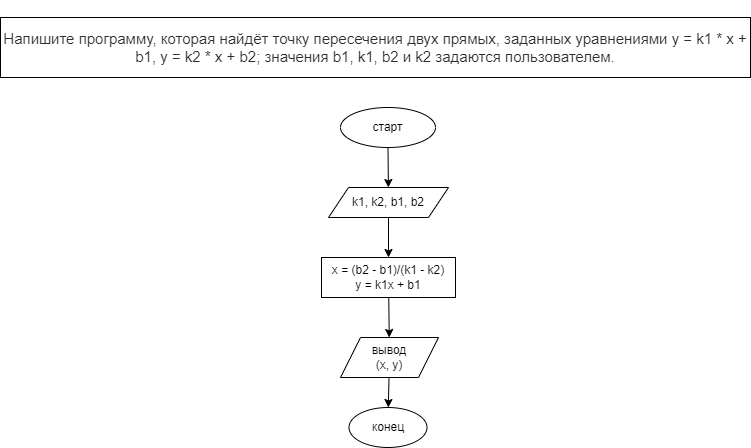 Напишите программу, которая найдёт точку пересечения двух прямых, заданных уравнениями y = k1 * x +
b1, y = k2 * x + b2; значения b1, k1, b2 и k2 задаются пользователем.
старт
k1, k2, b1, b2
x = (b2 - b1)/(k1 - k2)
y = k1x + b1
вывод
(x, y)
конец